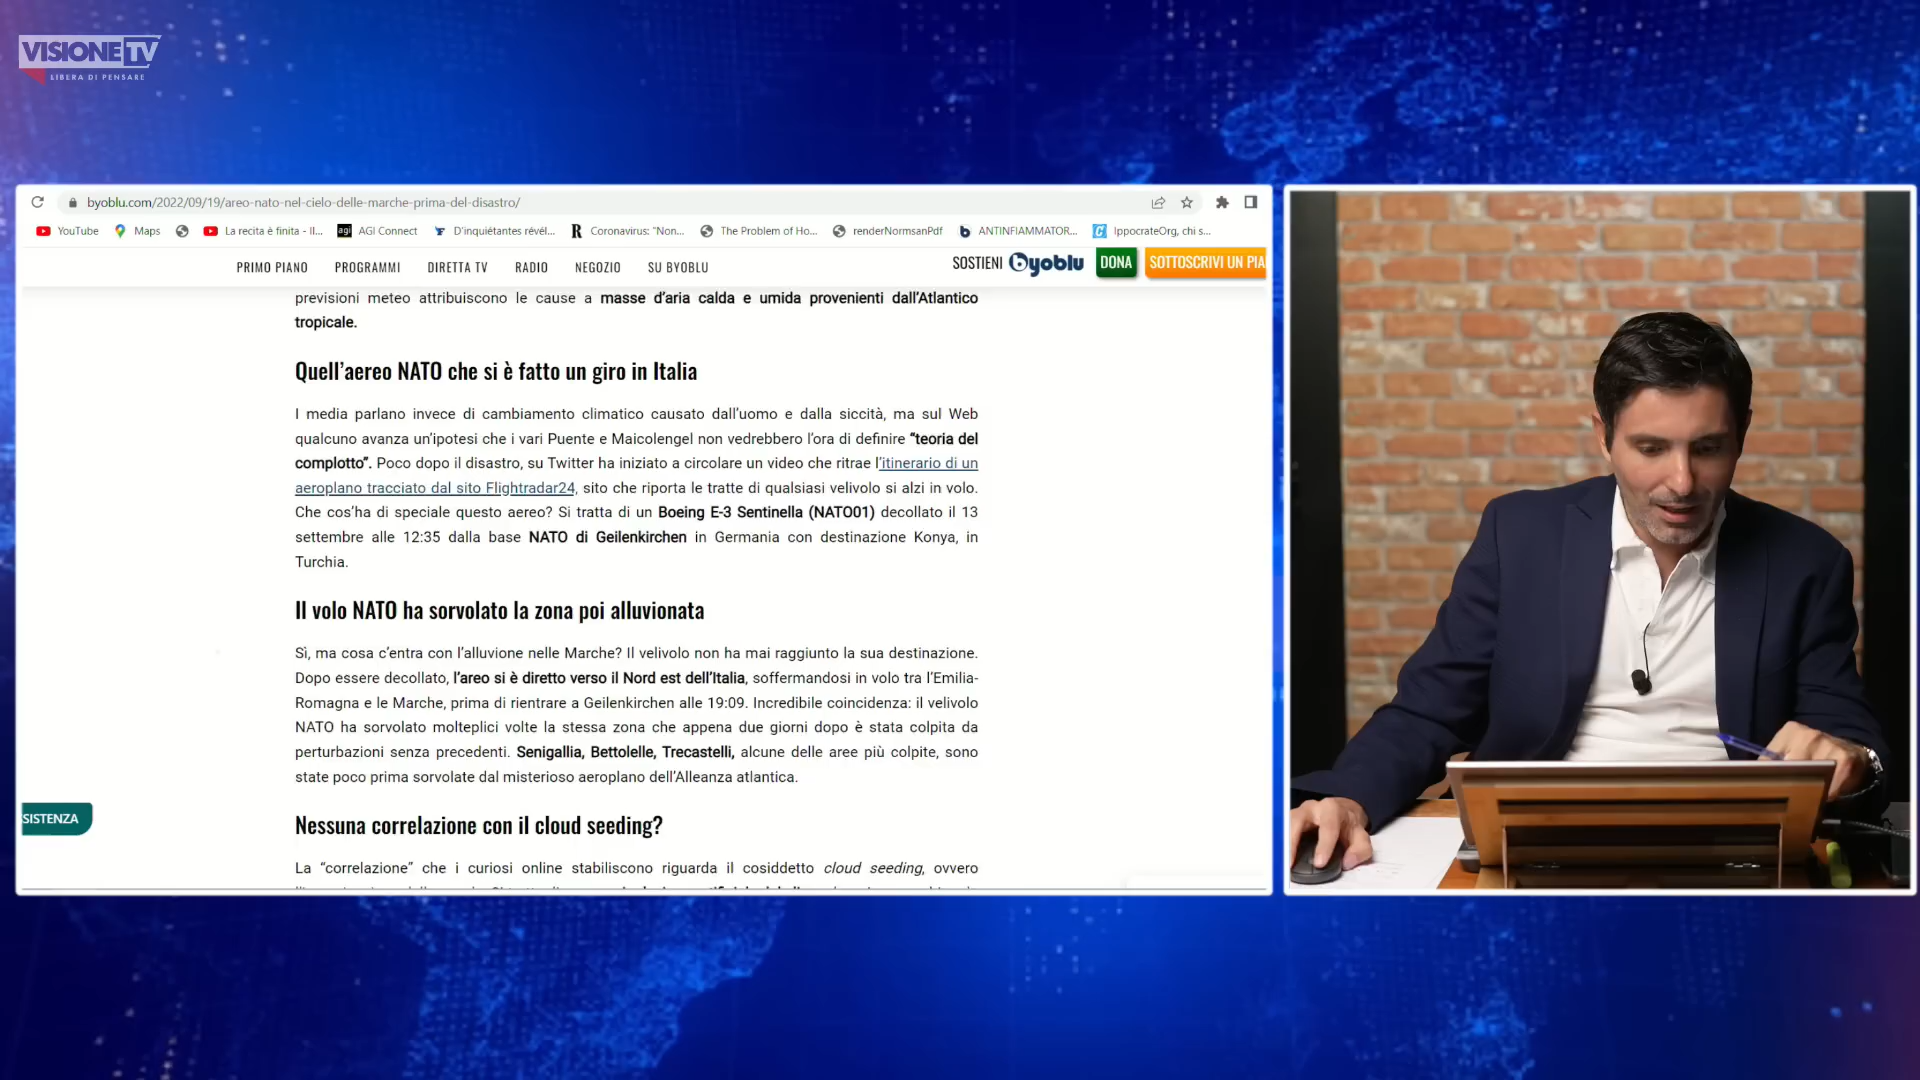 VISIONE TV
LIBERA DI PENSARE
byoblu.com/2022/09/19/areo-nato-nel-cielo-delle-marche-prima-del-disastro/
YouTube Maps La recita è finita - Il... AGI Connect D'inquiétantes révél... Coronavirus: "Non... The Problem of Ho... renderNormsanPdf ANTINFIAMMATOR... IppocrateOrg, chi s...
PRIMO PIANO PROGRAMMI DIRETTA TV RADIO NEGOZIO SU BYOBLU SOSTIENI byoblu DONA SOTTOSCRIVI UN PIA
previsioni meteo attribuiscono le cause a masse d'aria calda e umida provenienti dall'Atlantico
tropicale.
Quell'aereo NATO che si è fatto un giro in Italia
I media parlano invece di cambiamento climatico causato dall'uomo e dalla siccità, ma sul Web
qualcuno avanza un'ipotesi che i vari Puente e Maicolengel non vedrebbero l'ora di definire "teoria del
complotto". Poco dopo il disastro, su Twitter ha iniziato a circolare un video che ritrae l'itinerario di un
aeroplano tracciato dal sito Flightradar24, sito che riporta le tratte di qualsiasi velivolo si alzi in volo.
Che cos'ha di speciale questo aereo? Si tratta di un Boeing E-3 Sentinella (NATO01) decollato il 13
settembre alle 12:35 dalla base NATO di Geilenkirchen in Germania con destinazione Konya, in
Turchia.
Il volo NATO ha sorvolato la zona poi alluvionata
Sì, ma cosa c'entra con l'alluvione nelle Marche? Il velivolo non ha mai raggiunto la sua destinazione.
Dopo essere decollato, l'areo si è diretto verso il Nord est dell'Italia, soffermandosi in volo tra l'Emilia-
Romagna e le Marche, prima di rientrare a Geilenkirchen alle 19:09. Incredibile coincidenza: il velivolo
NATO ha sorvolato molteplici volte la stessa zona che appena due giorni dopo è stata colpita da
perturbazioni senza precedenti. Senigallia, Bettolelle, Trecastelli, alcune delle aree più colpite, sono
state poco prima sorvolate dal misterioso aeroplano dell'Alleanza atlantica.
SISTENZA
Nessuna correlazione con il cloud seeding?
La "correlazione" che i curiosi online stabiliscono riguarda il cosiddetto cloud seeding, ovvero